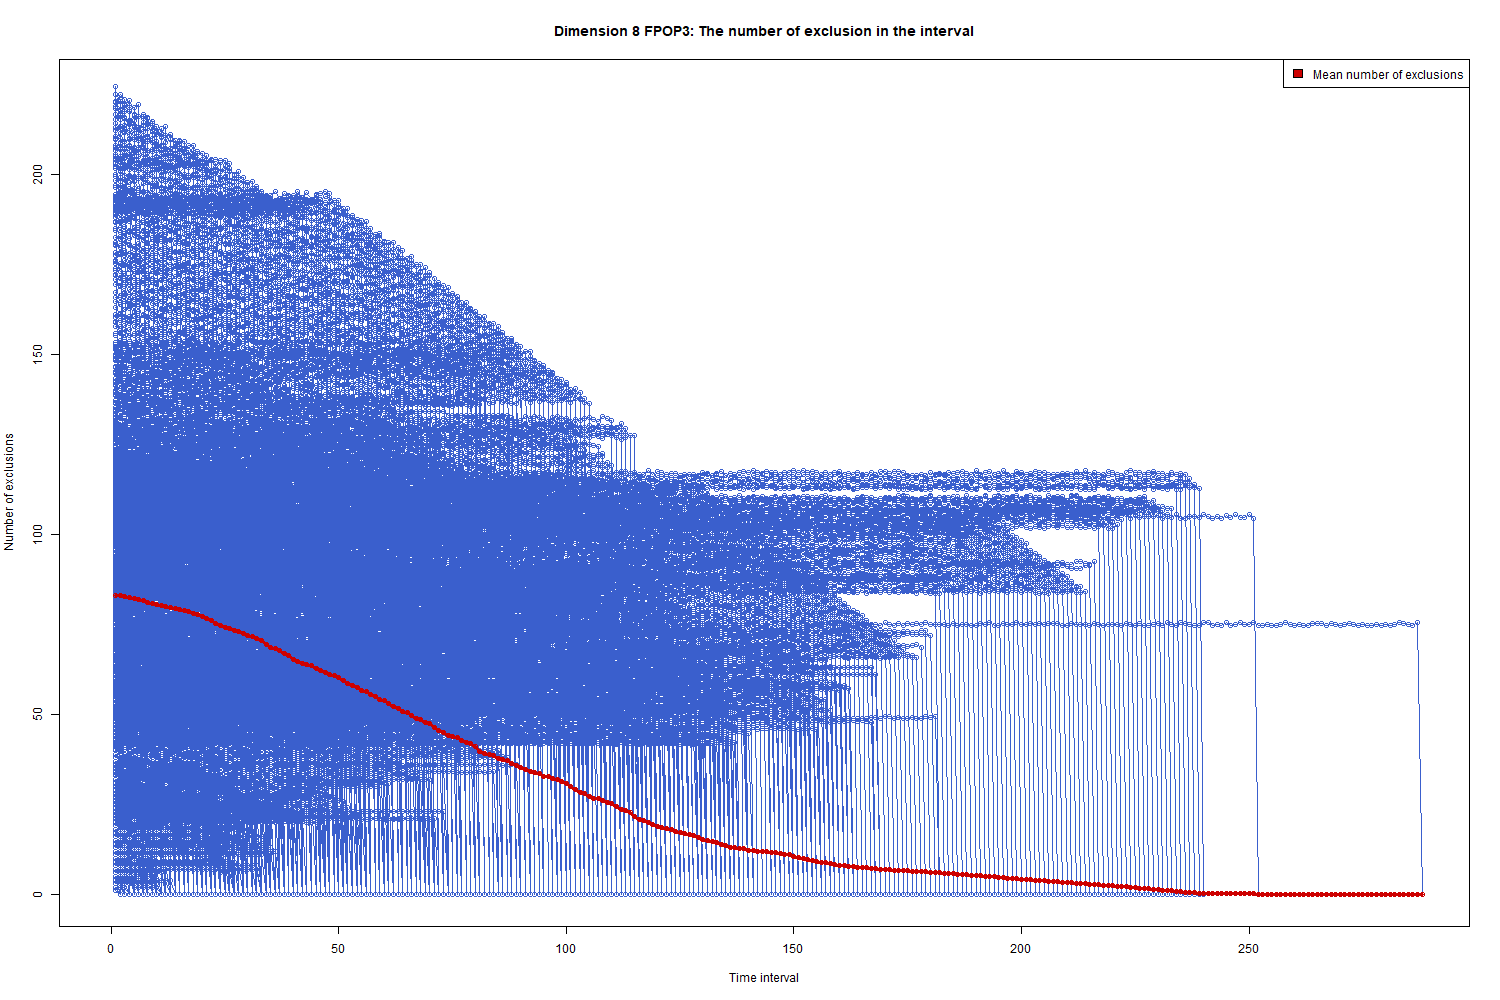 Dimension 8 FPOP3: The number of exclusion in the interval
Mean number of exclusions
Number of exclusions
200
150
100
50
0
0 50 100 150 200 250
Time interval